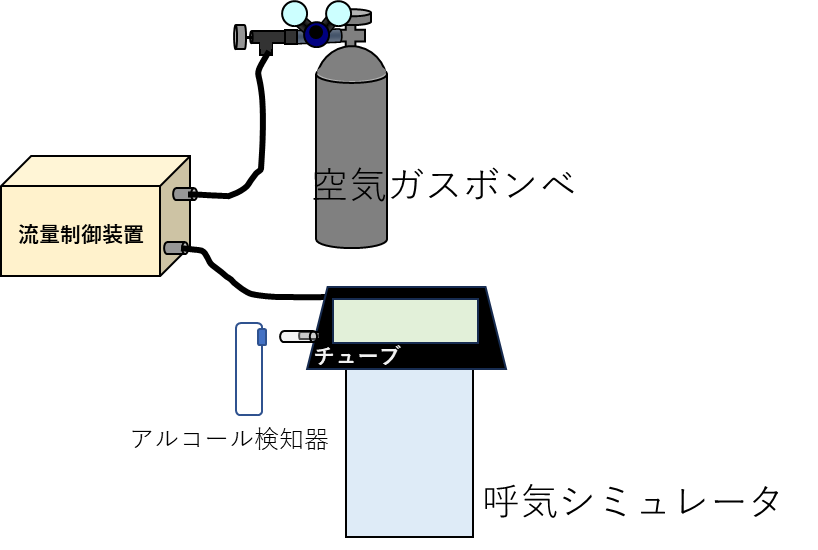 空気ガスボンベ
流量制御装置
チューブ
アルコール検知器
呼気シミュレータ